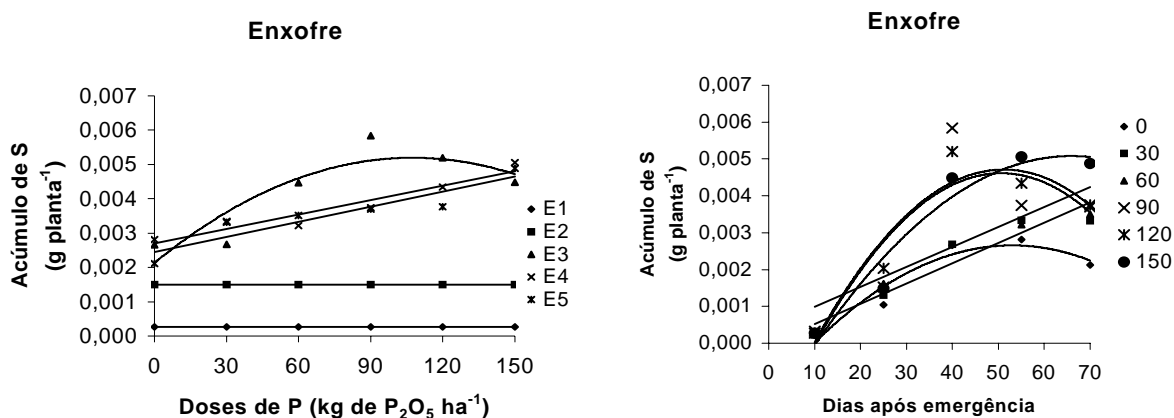 Enxofre
0,007
0,006
0,005
0,004
0,003
0,002
0,001
0,000
Acúmulo de S
(g planta⁻¹)
0 30 60 90 120 150
Doses de P (kg de P₂O₅ ha⁻¹)
E1
E2
E3
E4
E5
Enxofre
0,007
0,006
0,005
0,004
0,003
0,002
0,001
0,000
Acúmulo de S
(g planta⁻¹)
0 10 20 30 40 50 60 70
Dias após emergência
0
30
60
90
120
150